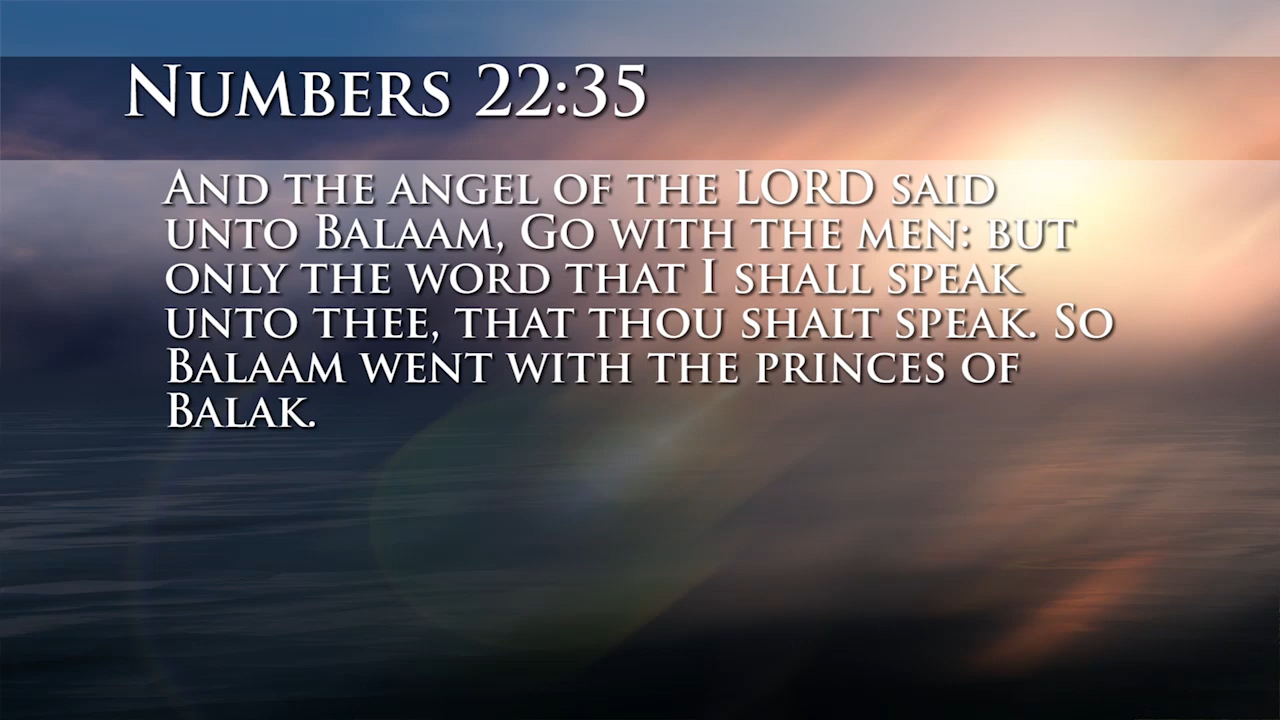 Numbers 22:35
And the angel of the LORD said
unto Balaam, Go with the men: but
only the word that I shall speak
unto thee, that thou shalt speak. So
Balaam went with the princes of
Balak.